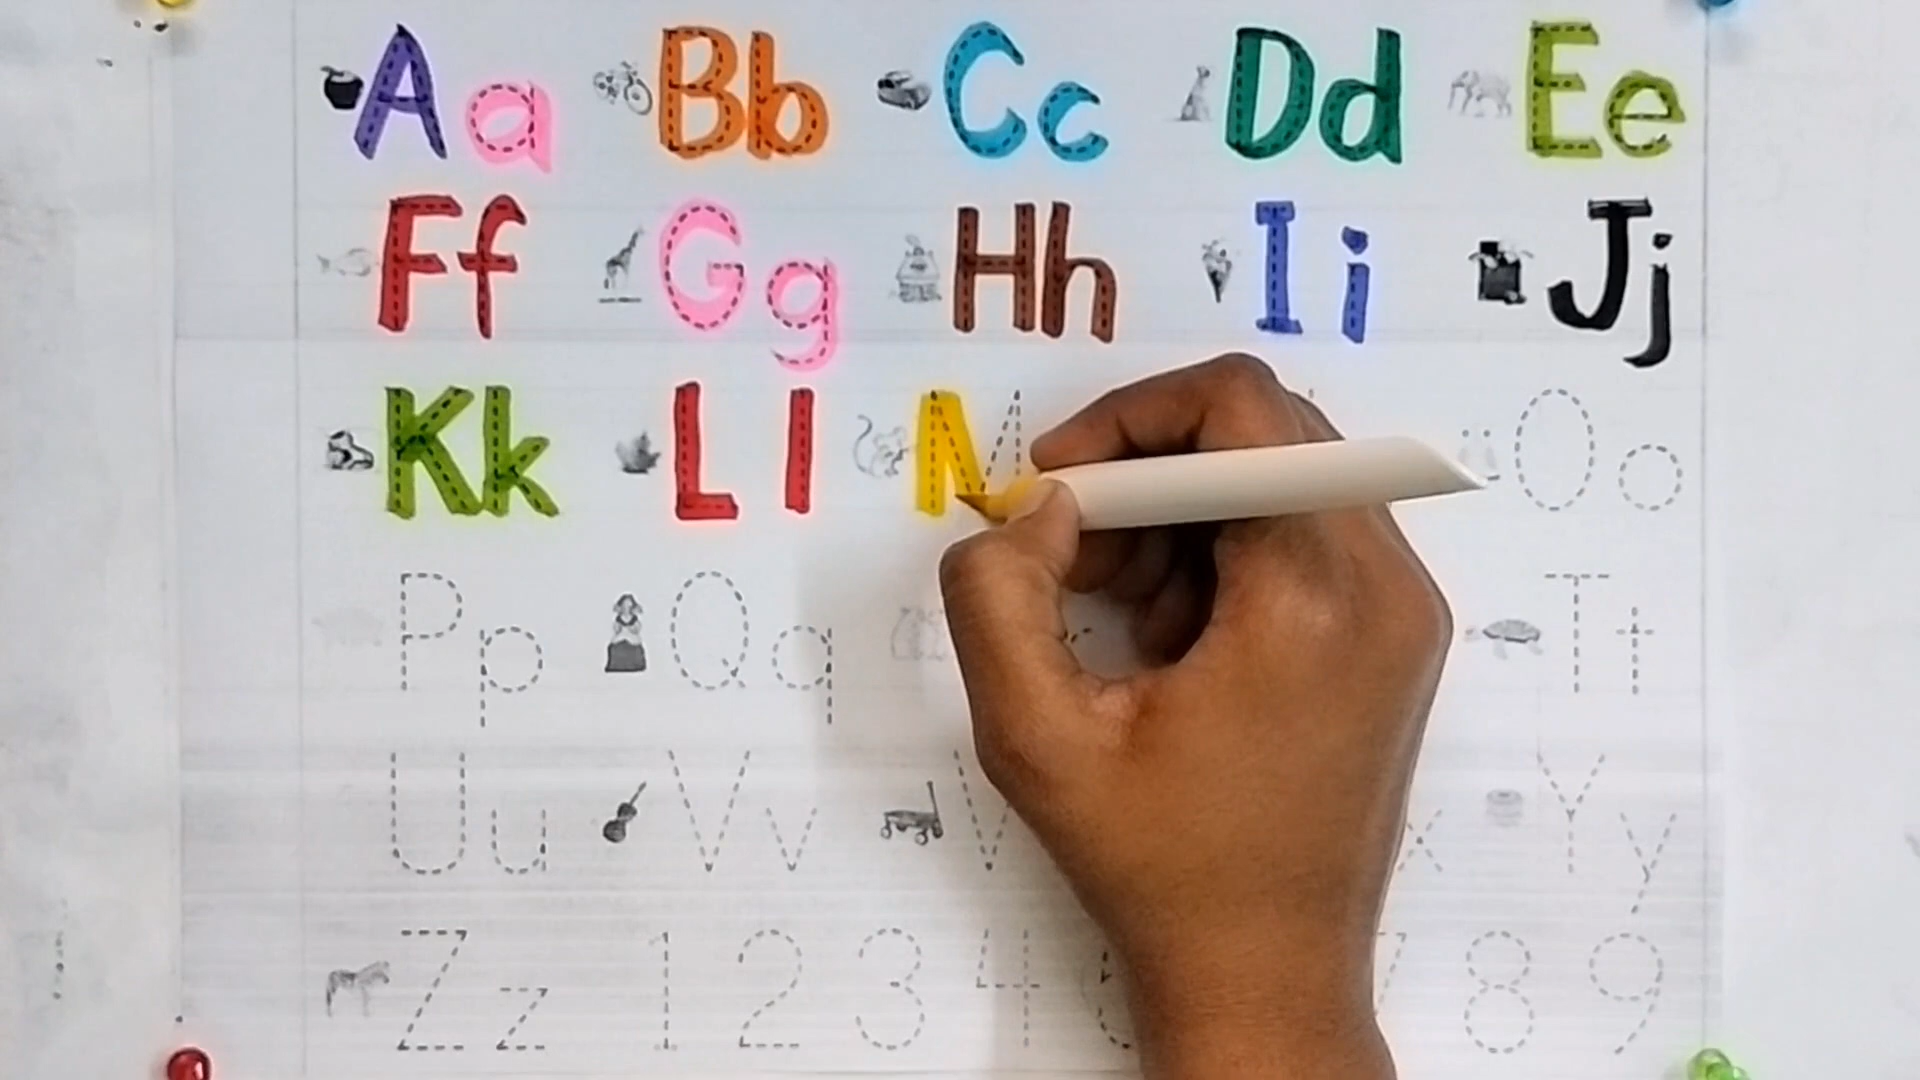 Aa Bb Cc Dd Ee
Ff Gg Hh Ii Jj
Kk Ll M Oo
Pp Qq Tt
Uu Vv x Yy
Zz 1 2 3 4 8 9